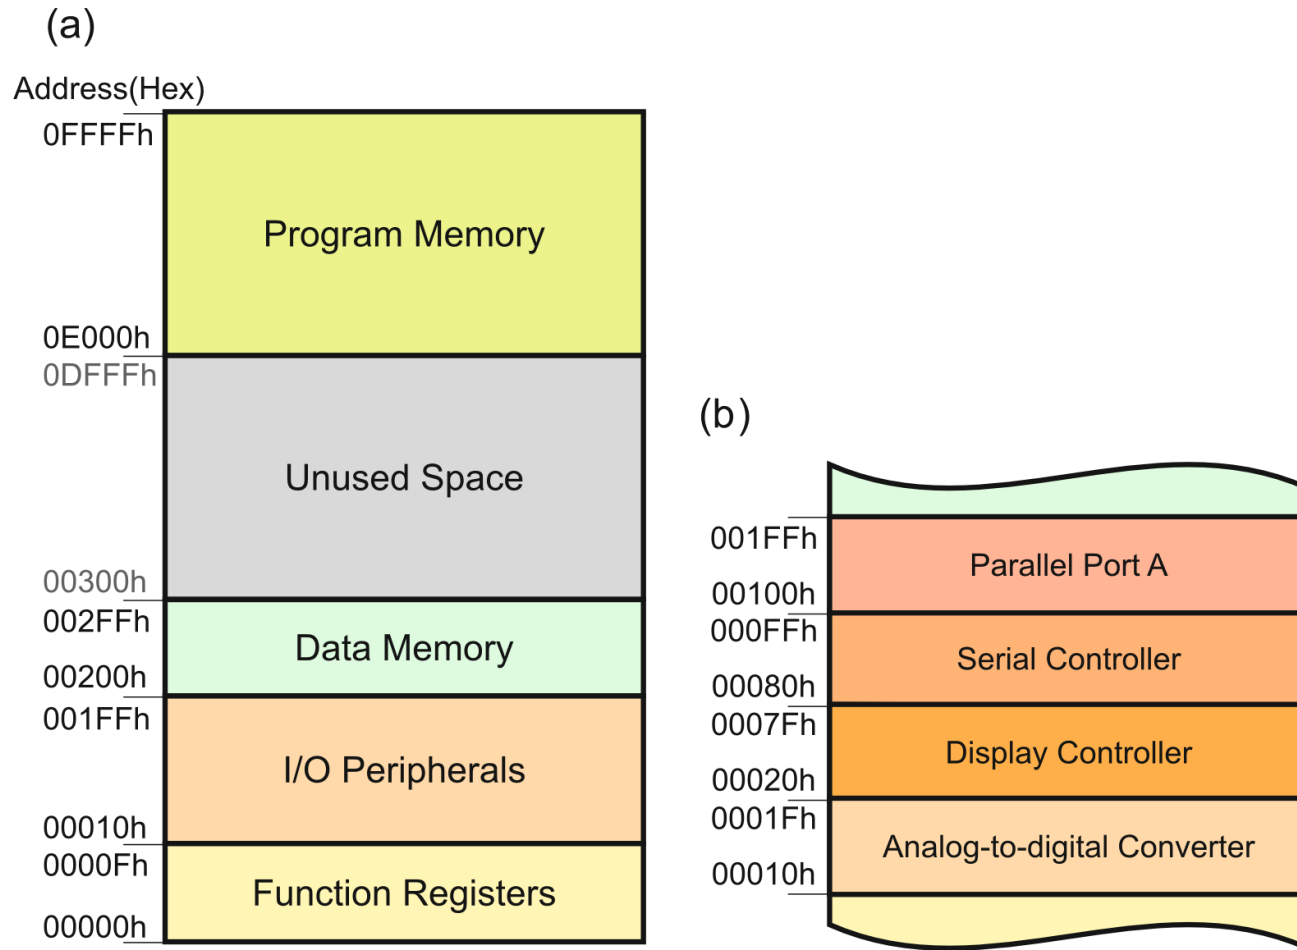 (a)
Address(Hex)
0FFFFh
Program Memory
0E000h
0DFFFh
Unused Space
00300h
002FFh
Data Memory
00200h
001FFh
I/O Peripherals
00010h
0000Fh
Function Registers
00000h
(b)
001FFh
Parallel Port A
00100h
000FFh
Serial Controller
00080h
0007Fh
Display Controller
00020h
0001Fh
Analog-to-digital Converter
00010h